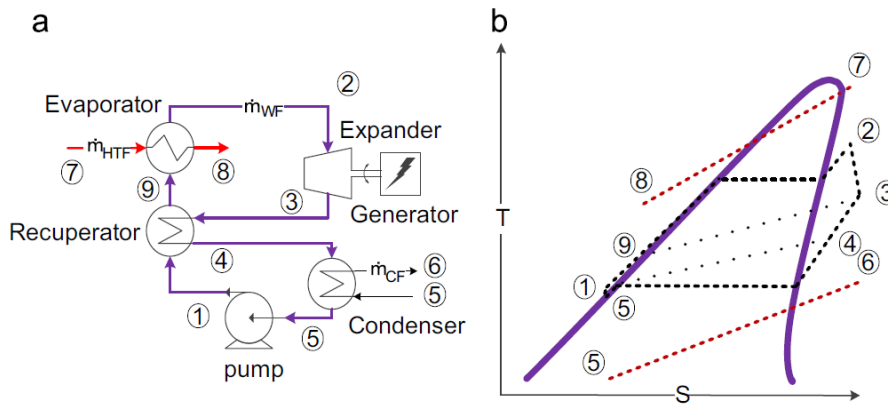 a
b
②
Evaporator
ṁWF
Expander
ṁHTF
⑦
⑧
⑨
③
Generator
Recuperator
④
ṁCF
⑥
⑤
①
⑤
Condenser
pump
T
⑦
②
⑧
③
⑨
④
⑥
①
⑤
⑤
S